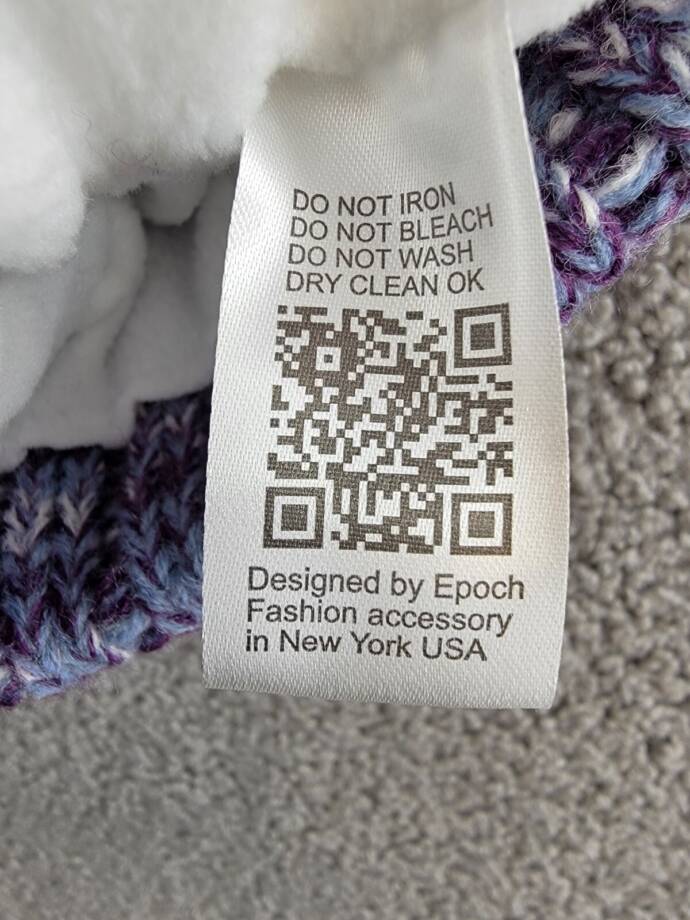 DO NOT IRON
DO NOT BLEACH
DO NOT WASH
DRY CLEAN OK
Designed by Epoch
Fashion accessory
in New York USA